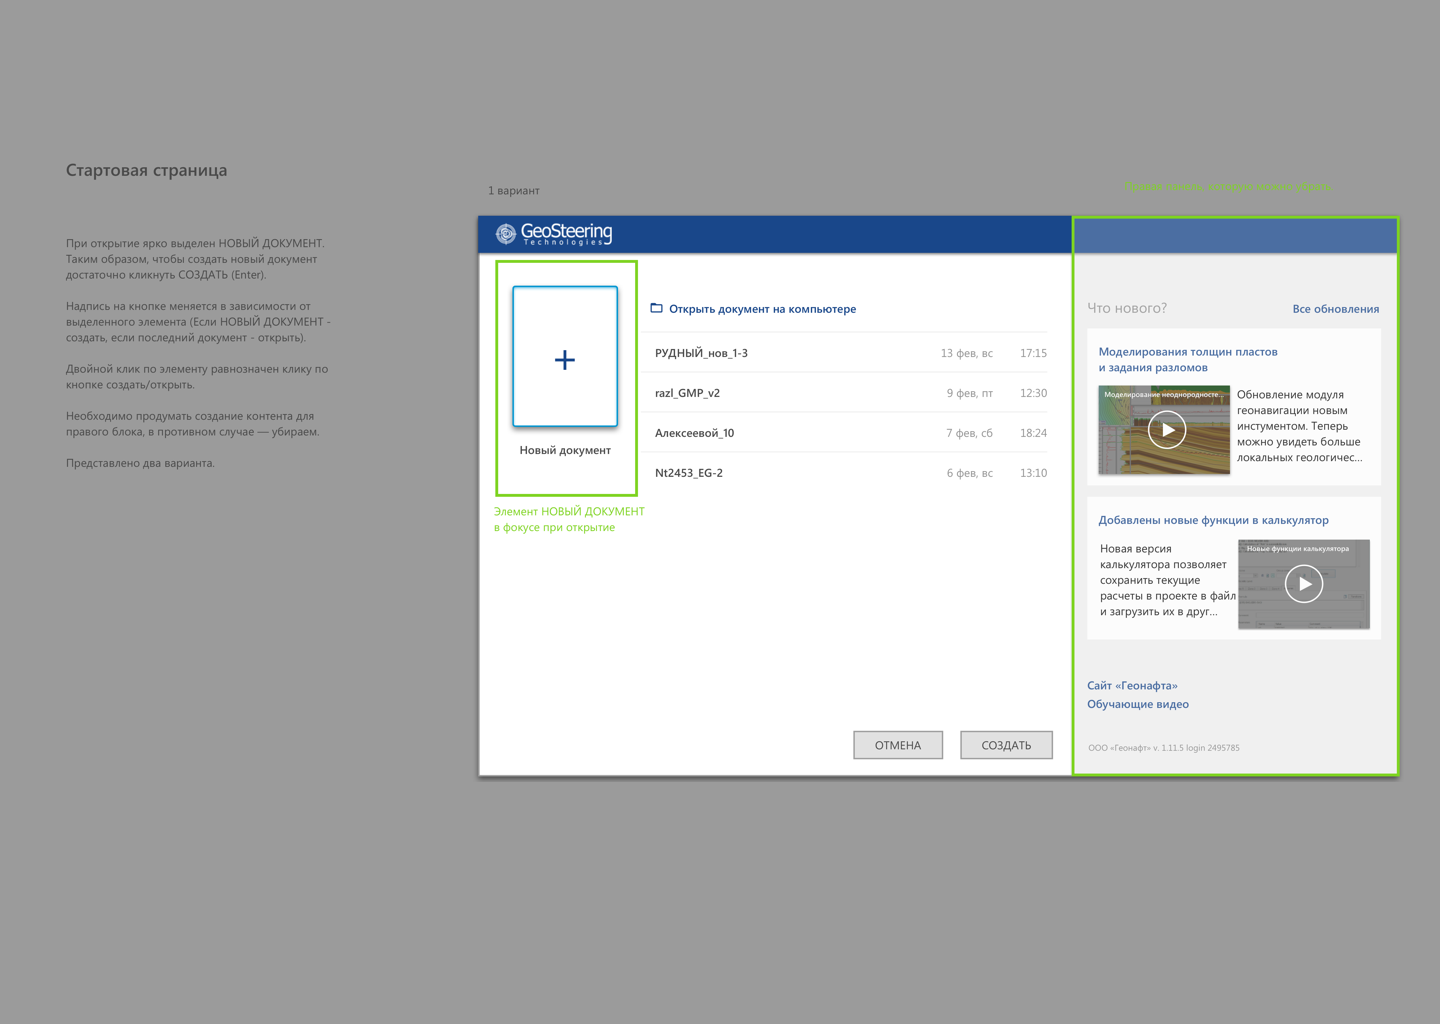 Стартовая страница
При открытие ярко выделен НОВЫЙ ДОКУМЕНТ.
Таким образом, чтобы создать новый документ
достаточно кликнуть СОЗДАТЬ (Enter).
Надпись на кнопке меняется в зависимости от
выделенного элемента (Если НОВЫЙ ДОКУМЕНТ -
создать, если последний документ - открыть).
Двойной клик по элементу равнозначен клику по
кнопке создать/открыть.
Необходимо продумать создание контента для
правого блока, в противном случае — убираем.
Представлено два варианта.
1 вариант
Правая панель, которую можно убрать
GeoSteering
Technologies
Новый документ
Элемент НОВЫЙ ДОКУМЕНТ
в фокусе при открытие
Открыть документ на компьютере
РУДНЫЙ_нов_1-3 13 фев, вс 17:15
razl_GMP_v2 9 фев, пт 12:30
Алексеевой_10 7 фев, сб 18:24
Nt2453_EG-2 6 фев, вс 13:10
ОТМЕНА СОЗДАТЬ
Что нового? Все обновления
Моделирования толщин пластов
и задания разломов
Моделирование неоднородносте...
Обновление модуля
геонавигации новым
инстументом. Теперь
можно увидеть больше
локальных геологичес...
Добавлены новые функции в калькулятор
Новая версия
калькулятора позволяет
сохранить текущие
расчеты в проекте в файл
и загрузить их в друг...
Новые функции калькулятора
Сайт «Геонафта»
Обучающие видео
ООО «Геонафт» v. 1.11.5 login 2495785